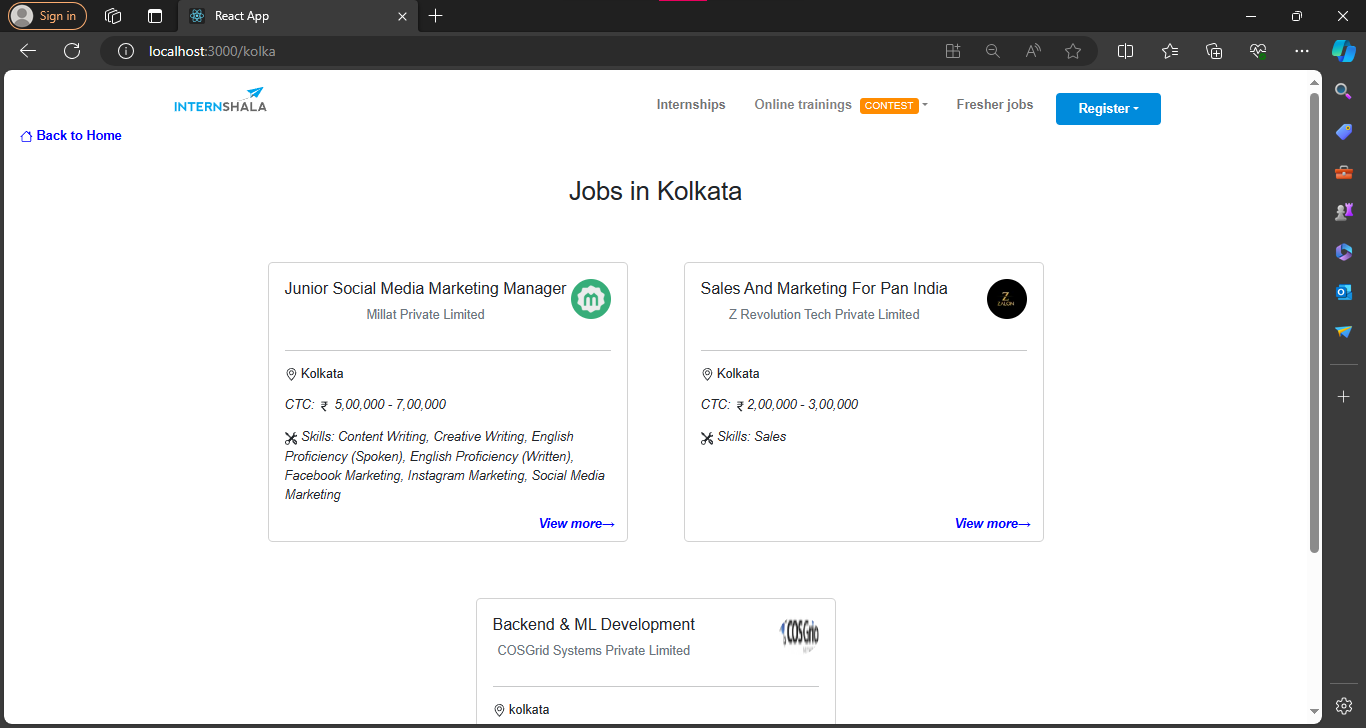 Sign in
React App
localhost:3000/kolka
INTERNSHALA
Internships
Online trainings CONTEST
Fresher jobs
Register
Back to Home
Jobs in Kolkata
Junior Social Media Marketing Manager
Millat Private Limited
Kolkata
CTC: ₹ 5,00,000 - 7,00,000
Skills: Content Writing, Creative Writing, English
Proficiency (Spoken), English Proficiency (Written),
Facebook Marketing, Instagram Marketing, Social Media
Marketing
View more→
Sales And Marketing For Pan India
Z Revolution Tech Private Limited
Z
ZALON
Kolkata
CTC: ₹ 2,00,000 - 3,00,000
Skills: Sales
View more→
Backend & ML Development
COSGrid Systems Private Limited
COSGrid
kolkata